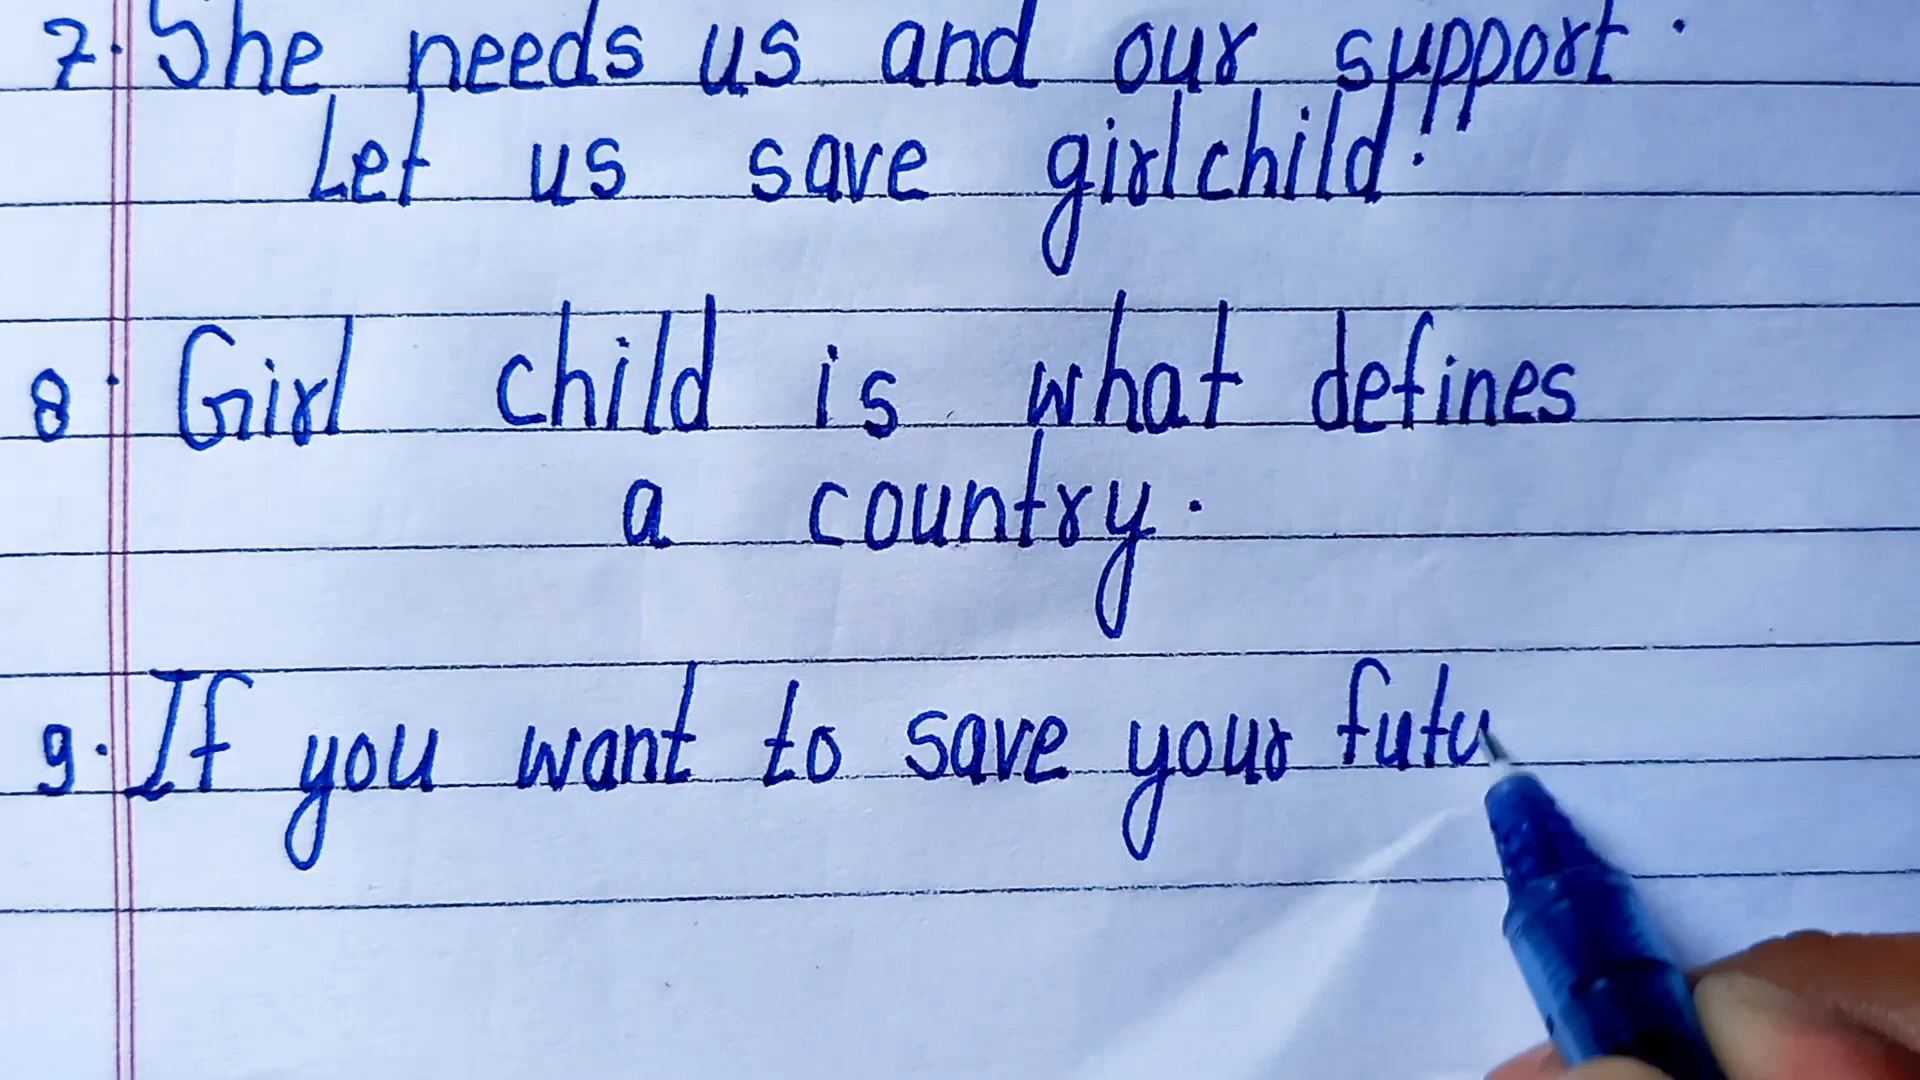 7. She needs us and our support.
Let us save girlchild!
8. Girl child is what defines
a country.
9. If you want to save your futu